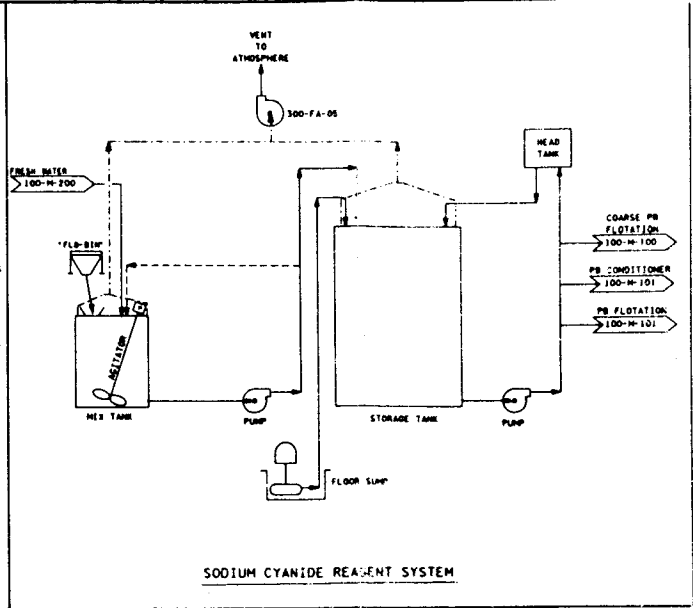 VENT
TO
ATMOSPHERE
300-FA-05
HEAD
TANK
FRESH WATER
100-M-200
"FLO-BIN"
COARSE PB
FLOTATION
100-M-100
PB CONDITIONER
100-M-101
PB FLOTATION
100-M-101
AGITATOR
MIX TANK
PUMP
STORAGE TANK
PUMP
FLOOR SUMP
SODIUM CYANIDE REAGENT SYSTEM